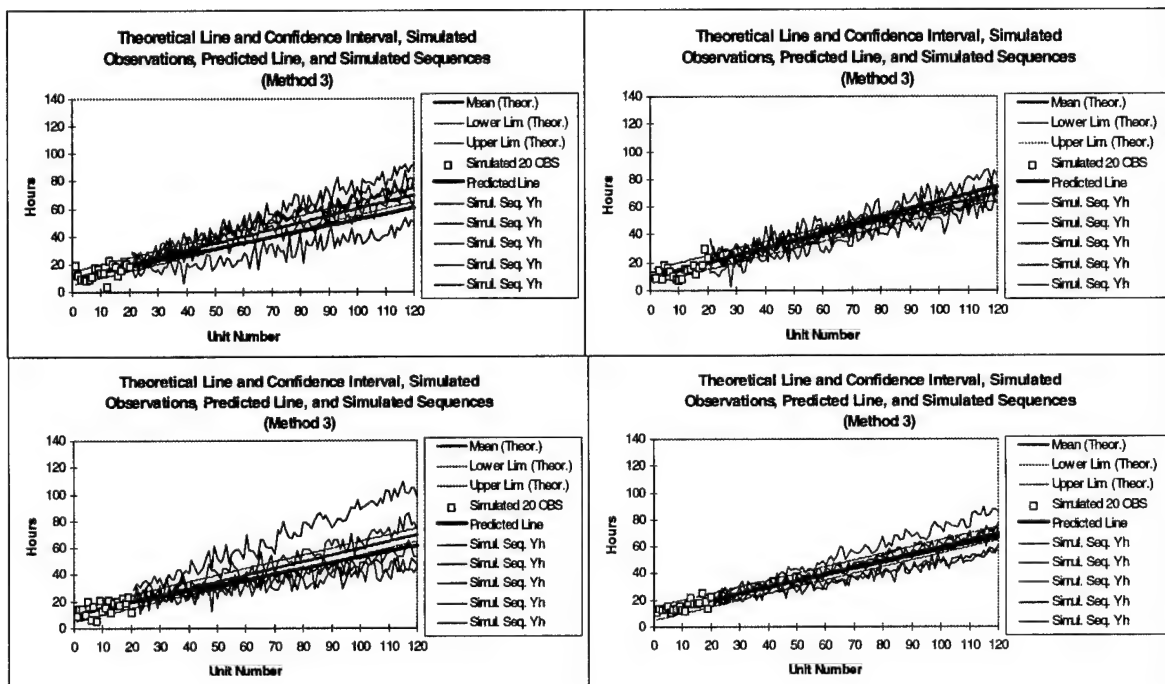 Theoretical Line and Confidence Interval, Simulated
Observations, Predicted Line, and Simulated Sequences
(Method 3)
140
120
100
80
60
40
20
0
Hours
0 10 20 30 40 50 60 70 80 90 100 110 120
Unit Number
Mean (Theor.)
Lower Lim (Theor.)
Upper Lim (Theor.)
Simulated 20 OBS
Predicted Line
Simul. Seq. Yh
Simul. Seq. Yh
Simul. Seq. Yh
Simul. Seq. Yh
Simul. Seq. Yh
Theoretical Line and Confidence Interval, Simulated
Observations, Predicted Line, and Simulated Sequences
(Method 3)
140
120
100
80
60
40
20
0
Hours
0 10 20 30 40 50 60 70 80 90 100 110 120
Unit Number
Mean (Theor.)
Lower Lim (Theor.)
Upper Lim (Theor.)
Simulated 20 OBS
Predicted Line
Simul. Seq. Yh
Simul. Seq. Yh
Simul. Seq. Yh
Simul. Seq. Yh
Simul. Seq. Yh
Theoretical Line and Confidence Interval, Simulated
Observations, Predicted Line, and Simulated Sequences
(Method 3)
140
120
100
80
60
40
20
0
Hours
0 10 20 30 40 50 60 70 80 90 100 110 120
Unit Number
Mean (Theor.)
Lower Lim (Theor.)
Upper Lim (Theor.)
Simulated 20 OBS
Predicted Line
Simul. Seq. Yh
Simul. Seq. Yh
Simul. Seq. Yh
Simul. Seq. Yh
Simul. Seq. Yh
Theoretical Line and Confidence Interval, Simulated
Observations, Predicted Line, and Simulated Sequences
(Method 3)
140
120
100
80
60
40
20
0
Hours
0 10 20 30 40 50 60 70 80 90 100 110 120
Unit Number
Mean (Theor.)
Lower Lim (Theor.)
Upper Lim (Theor.)
Simulated 20 OBS
Predicted Line
Simul. Seq. Yh
Simul. Seq. Yh
Simul. Seq. Yh
Simul. Seq. Yh
Simul. Seq. Yh